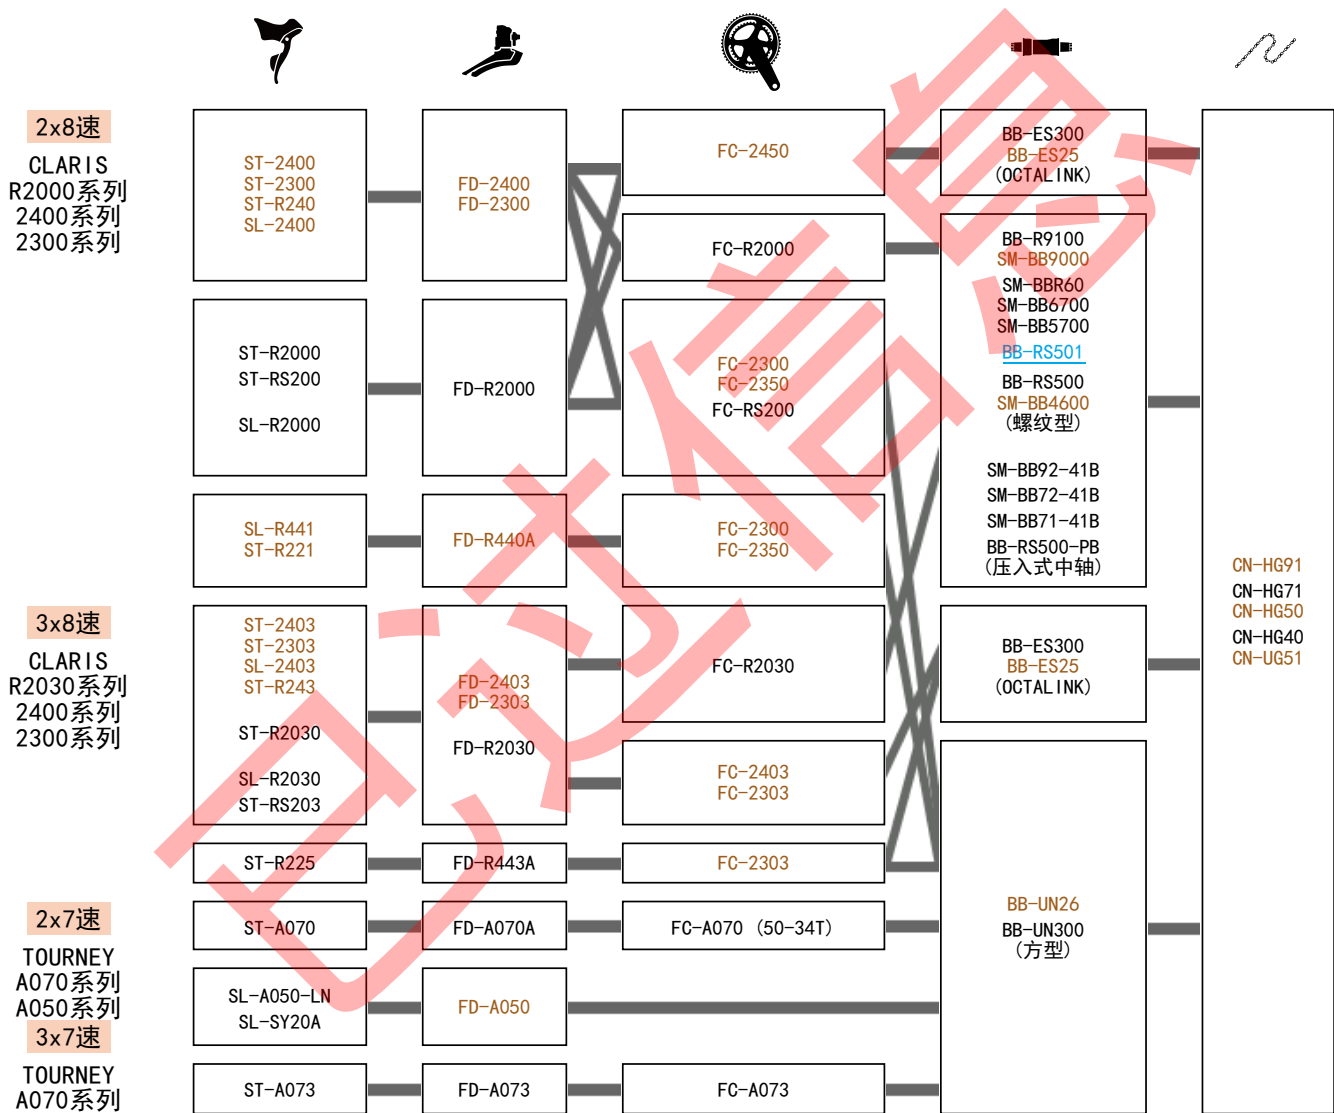 2x8速
CLARIS
R2000系列
2400系列
2300系列
ST-2400
ST-2300
ST-R240
SL-2400
FD-2400
FD-2300
FC-2450
BB-ES300
BB-ES25
(OCTALINK)
FC-R2000
BB-R9100
SM-BB9000
SM-BBR60
SM-BB6700
SM-BB5700
BB-RS501
BB-RS500
SM-BB4600
(螺纹型)
SM-BB92-41B
SM-BB72-41B
SM-BB71-41B
BB-RS500-PB
(压入式中轴)
ST-R2000
ST-RS200
SL-R2000
FD-R2000
FC-2300
FC-2350
FC-RS200
SL-R441
ST-R221
FD-R440A
FC-2300
FC-2350
CN-HG91
CN-HG71
CN-HG50
CN-HG40
CN-UG51
3x8速
CLARIS
R2030系列
2400系列
2300系列
ST-2403
ST-2303
SL-2403
ST-R243
ST-R2030
SL-R2030
ST-RS203
FD-2403
FD-2303
FD-R2030
FC-R2030
BB-ES300
BB-ES25
(OCTALINK)
FC-2403
FC-2303
ST-R225
FD-R443A
FC-2303
2x7速
TOURNEY
A070系列
A050系列
ST-A070
FD-A070A
FC-A070 (50-34T)
BB-UN26
BB-UN300
(方型)
SL-A050-LN
SL-SY20A
FD-A050
3x7速
TOURNEY
A070系列
ST-A073
FD-A073
FC-A073
已过信息